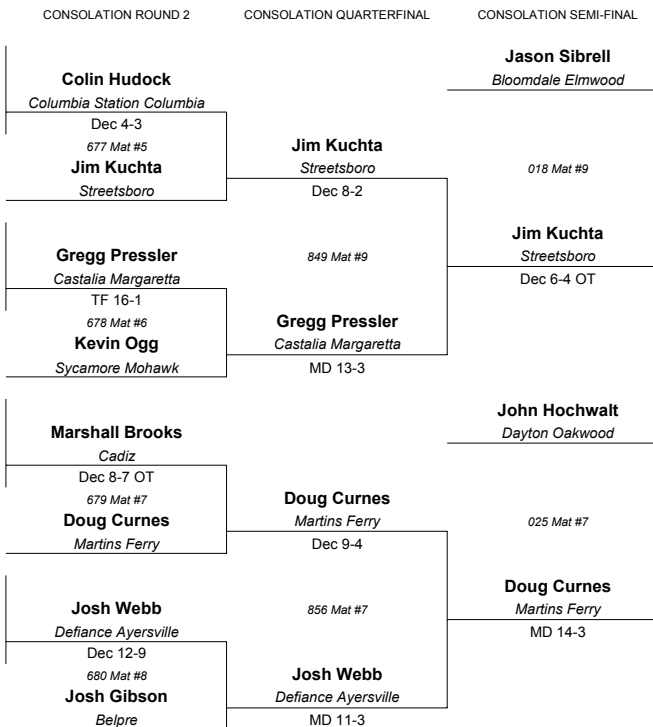 CONSOLATION ROUND 2
CONSOLATION QUARTERFINAL
CONSOLATION SEMI-FINAL
Colin Hudock
Columbia Station Columbia
Dec 4-3
677 Mat #5
Jim Kuchta
Streetsboro
Gregg Pressler
Castalia Margaretta
TF 16-1
678 Mat #6
Kevin Ogg
Sycamore Mohawk
Marshall Brooks
Cadiz
Dec 8-7 OT
679 Mat #7
Doug Curnes
Martins Ferry
Josh Webb
Defiance Ayersville
Dec 12-9
680 Mat #8
Josh Gibson
Belpre
Jim Kuchta
Streetsboro
Dec 8-2
849 Mat #9
Gregg Pressler
Castalia Margaretta
MD 13-3
Doug Curnes
Martins Ferry
Dec 9-4
856 Mat #7
Josh Webb
Defiance Ayersville
MD 11-3
Jason Sibrell
Bloomdale Elmwood
018 Mat #9
Jim Kuchta
Streetsboro
Dec 6-4 OT
John Hochwalt
Dayton Oakwood
025 Mat #7
Doug Curnes
Martins Ferry
MD 14-3